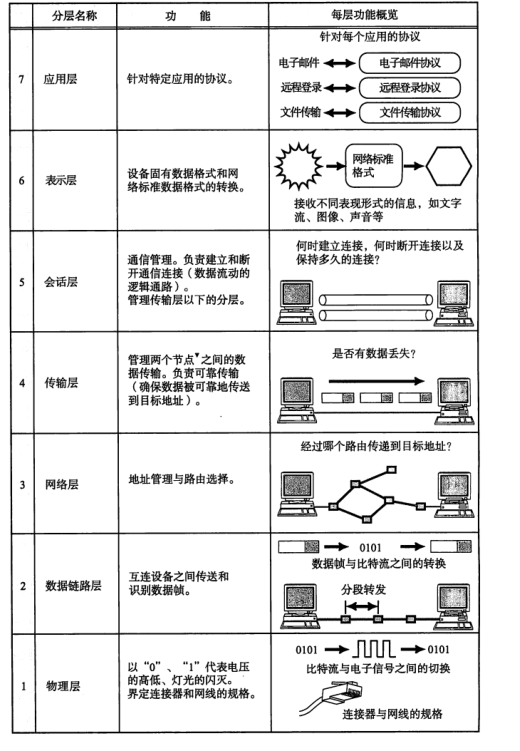 分层名称
功 能
每层功能概览
7
应用层
针对特定应用的协议。
针对每个应用的协议
电子邮件
电子邮件协议
远程登录
远程登录协议
文件传输
文件传输协议
6
表示层
设备固有数据格式和网
络标准数据格式的转换。
网络标准
格式
接收不同表现形式的信息，如文字
流、图像、声音等
5
会话层
通信管理。负责建立和断
开通信连接（数据流动的
逻辑通路）。
管理传输层以下的分层。
何时建立连接，何时断开连接以及
保持多久的连接？
4
传输层
管理两个节点▼之间的数
据传输。负责可靠传输
（确保数据被可靠地传送
到目标地址）。
是否有数据丢失？
3
网络层
地址管理与路由选择。
经过哪个路由传递到目标地址？
2
数据链路层
互连设备之间传送和
识别数据帧。
0101
数据帧与比特流之间的转换
分段转发
1
物理层
以“0”、“1”代表电压
的高低、灯光的闪灭。
界定连接器和网线的规格。
0101
0101
比特流与电子信号之间的切换
连接器与网线的规格